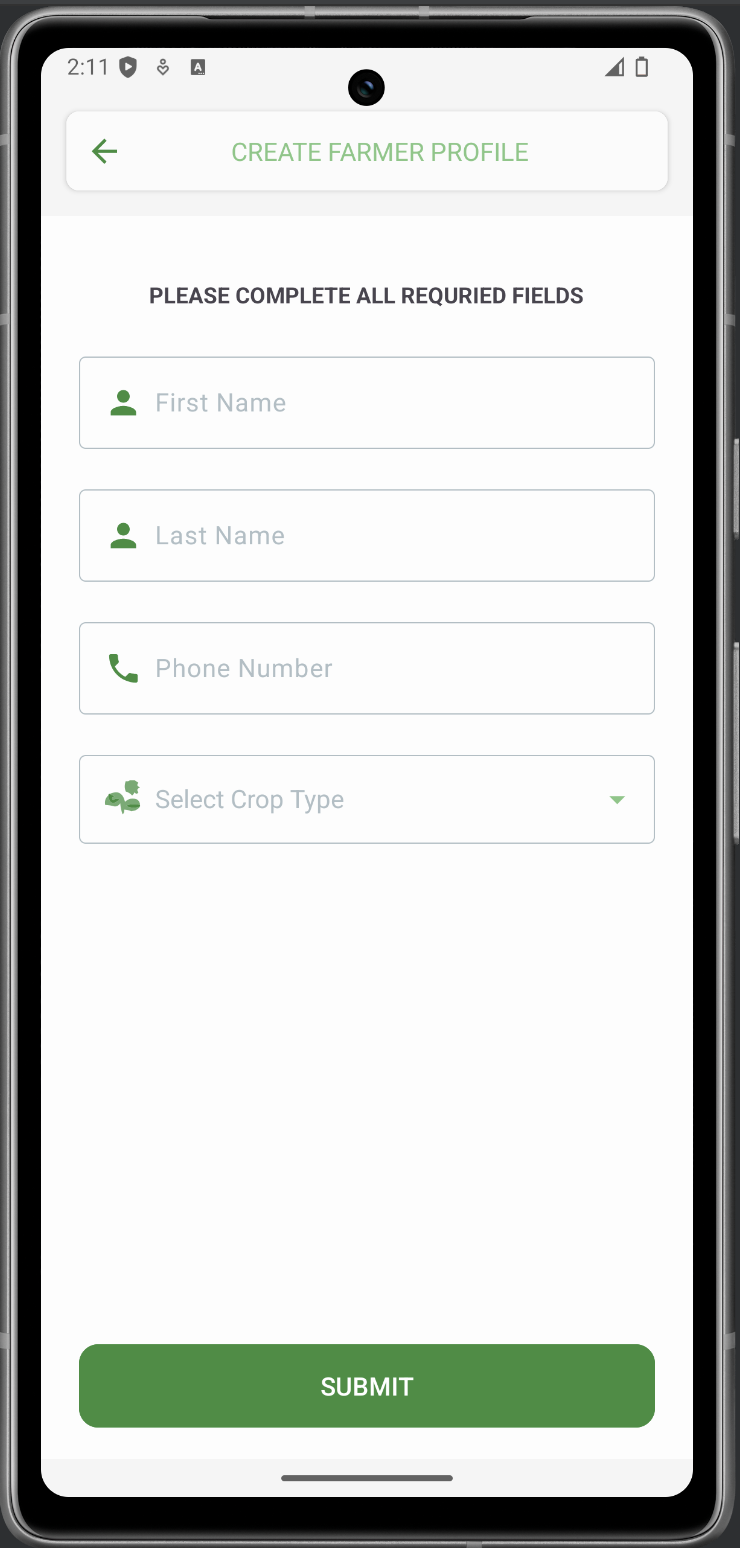 2:11
CREATE FARMER PROFILE
PLEASE COMPLETE ALL REQURIED FIELDS
First Name
Last Name
Phone Number
Select Crop Type
SUBMIT